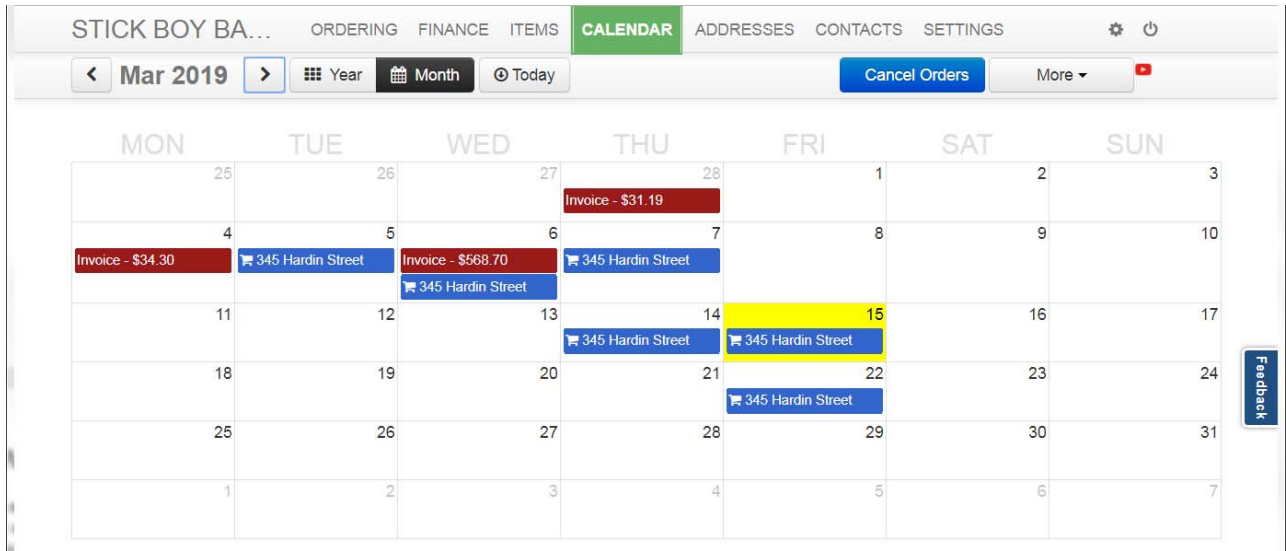 STICK BOY BA... ORDERING FINANCE ITEMS CALENDAR ADDRESSES CONTACTS SETTINGS
Mar 2019 Year Month Today Cancel Orders More
MON TUE WED THU FRI SAT SUN
25 26 27 28 1 2 3
Invoice - $31.19
4 5 6 7 8 9 10
Invoice - $34.30 345 Hardin Street Invoice - $568.70 345 Hardin Street
345 Hardin Street
11 12 13 14 15 16 17
345 Hardin Street 345 Hardin Street
18 19 20 21 22 23 24
345 Hardin Street
25 26 27 28 29 30 31
1 2 3 4 5 6 7
Feedback